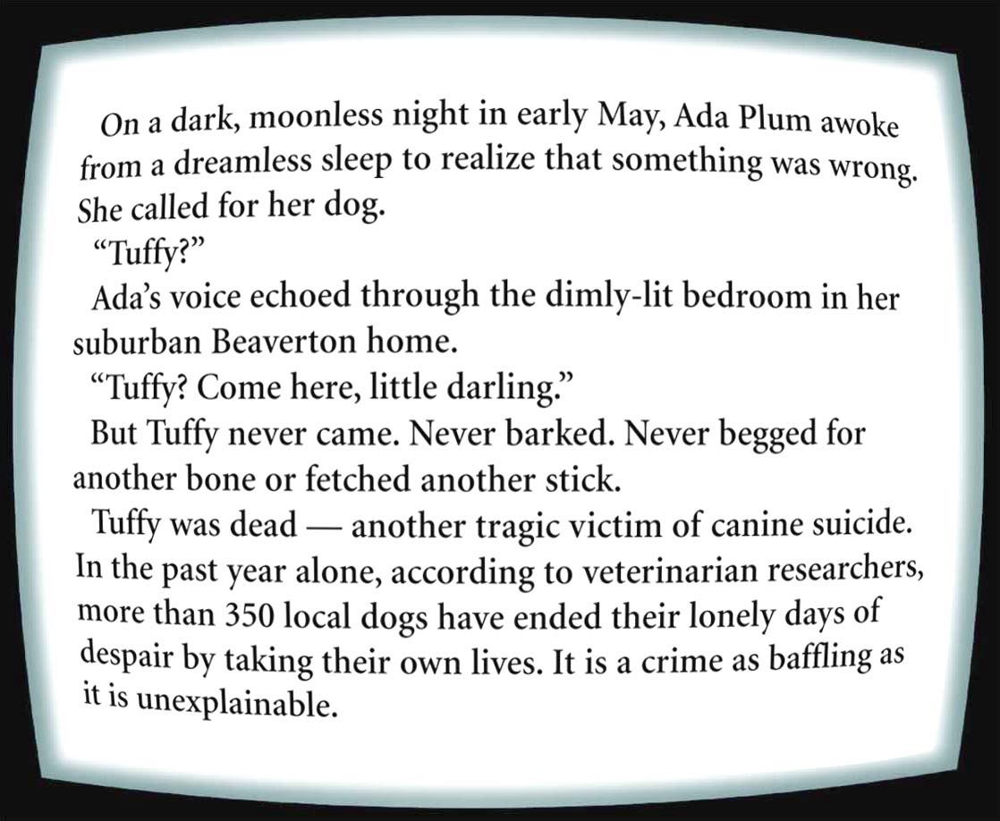 On a dark, moonless night in early May, Ada Plum awoke
from a dreamless sleep to realize that something was wrong.
She called for her dog.
“Tuffy?”
Ada’s voice echoed through the dimly-lit bedroom in her
suburban Beaverton home.
“Tuffy? Come here, little darling.”
But Tuffy never came. Never barked. Never begged for
another bone or fetched another stick.
Tuffy was dead — another tragic victim of canine suicide.
In the past year alone, according to veterinarian researchers,
more than 350 local dogs have ended their lonely days of
despair by taking their own lives. It is a crime as baffling as
it is unexplainable.